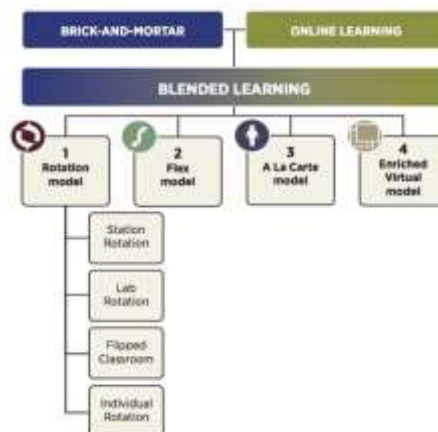 BRICK-AND-MORTAR
ONLINE LEARNING
BLENDED LEARNING
1
Rotation
model
2
Flex
model
3
A La Carte
model
4
Enriched
Virtual
model
Station
Rotation
Lab
Rotation
Flipped
Classroom
Individual
Rotation